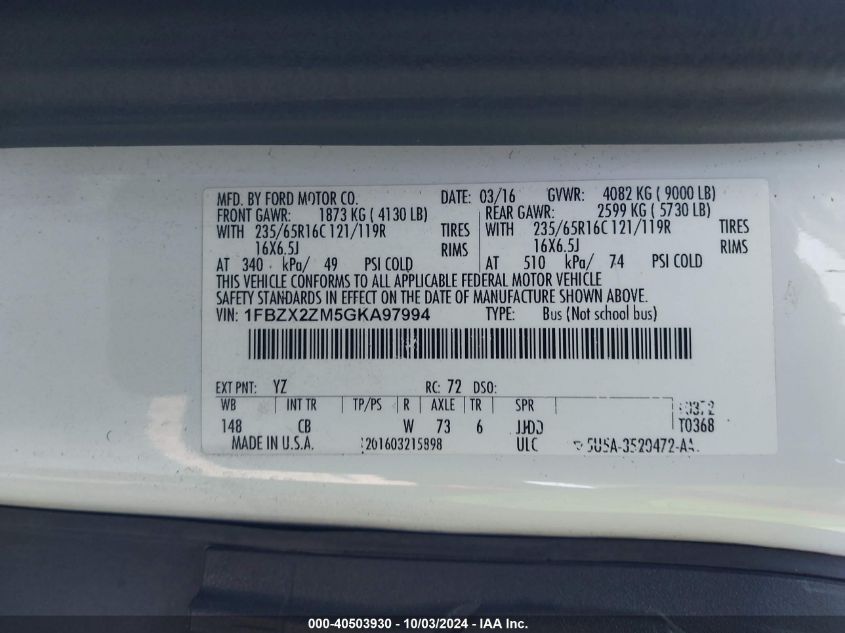 MFD. BY FORD MOTOR CO. DATE: 03/16 GVWR: 4082 KG ( 9000 LB)
FRONT GAWR: 1873 KG ( 4130 LB) REAR GAWR: 2599 KG ( 5730 LB)
WITH 235/65R16C 121/119R TIRES WITH 235/65R16C 121/119R TIRES
16X6.5J RIMS 16X6.5J RIMS
AT 340 kPa/ 49 PSI COLD AT 510 kPa/ 74 PSI COLD
THIS VEHICLE CONFORMS TO ALL APPLICABLE FEDERAL MOTOR VEHICLE
SAFETY STANDARDS IN EFFECT ON THE DATE OF MANUFACTURE SHOWN ABOVE.
VIN: 1FBZX2ZM5GKA97994 TYPE: Bus (Not school bus)
EXT PNT: YZ RC: 72 DSO:
WB INT TR TP/PS R AXLE TR SPR
148 CB W 73 6 T0368
MADE IN U.S.A. 201603215898 ULC
000-40503930 - 10/03/2024 - IAA Inc.